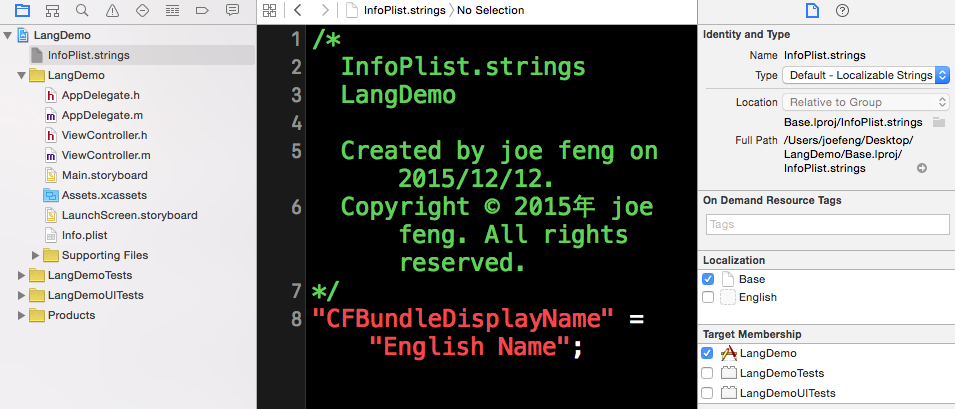 InfoPlist.strings
No Selection
LangDemo
InfoPlist.strings
LangDemo
AppDelegate.h
AppDelegate.m
ViewController.h
ViewController.m
Main.storyboard
Assets.xcassets
LaunchScreen.storyboard
Info.plist
Supporting Files
LangDemoTests
LangDemoUITests
Products
1 /*
2 InfoPlist.strings
3 LangDemo
4
5 Created by joe feng on
2015/12/12.
6 Copyright © 2015年 joe
feng. All rights
reserved.
7 */
8 "CFBundleDisplayName" =
"English Name";
Identity and Type
Name InfoPlist.strings
Type Default - Localizable Strings
Location Relative to Group
Base.lproj/InfoPlist.strings
Full Path /Users/joefeng/Desktop/
LangDemo/Base.lproj/
InfoPlist.strings
On Demand Resource Tags
Tags
Localization
Base
English
Target Membership
LangDemo
LangDemoTests
LangDemoUITests